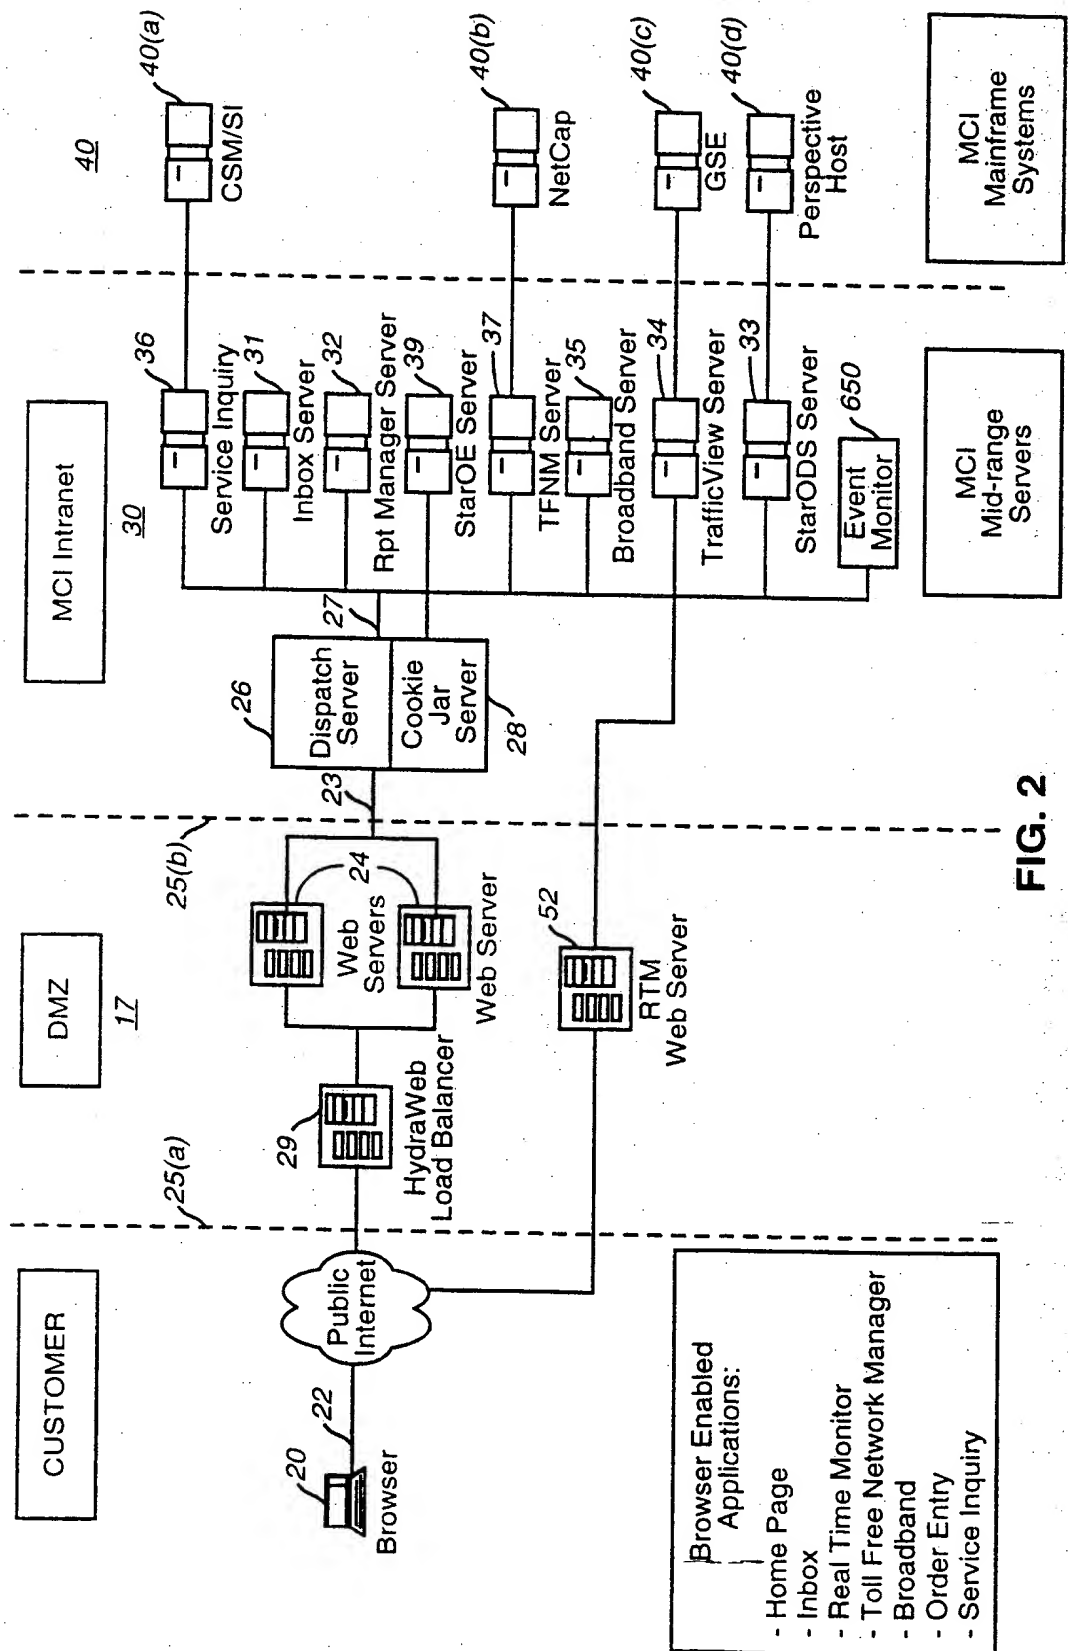 CUSTOMER
DMZ
17
MCI Intranet
30
40
25(a)
25(b)
20
Browser
22
Public
Internet
29
HydraWeb
Load Balancer
24
Web
Servers
Web Server
52
RTM
Web Server
23
26
Dispatch
Server
Cookie
Jar
Server
28
27
36
Service Inquiry
31
Inbox Server
32
Rpt Manager Server
39
StarOE Server
37
TFNM Server
35
Broadband Server
34
TrafficView Server
33
StarODS Server
650
Event
Monitor
40(a)
CSM/SI
40(b)
NetCap
40(c)
GSE
40(d)
Perspective
Host
Browser Enabled
Applications:
- Home Page
- Inbox
- Real Time Monitor
- Toll Free Network Manager
- Broadband
- Order Entry
- Service Inquiry
MCI
Mid-range
Servers
MCI
Mainframe
Systems
FIG. 2